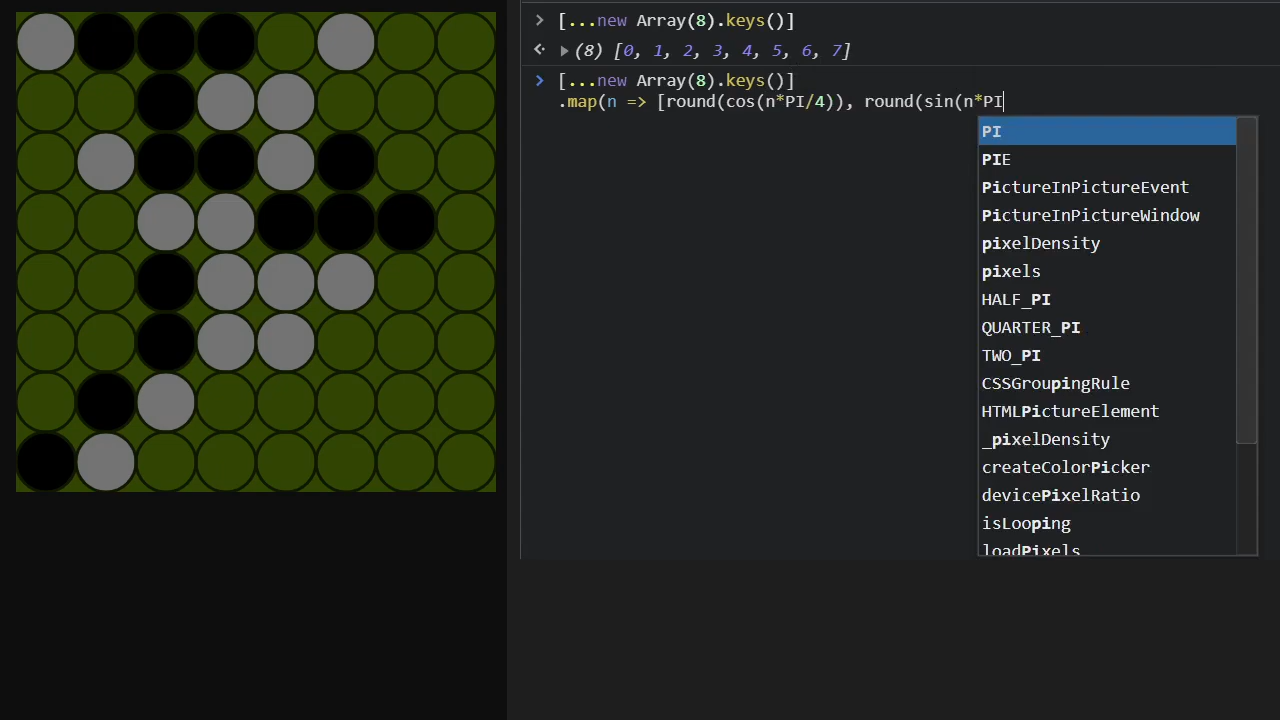 [...new Array(8).keys()]
(8) [0, 1, 2, 3, 4, 5, 6, 7]
[...new Array(8).keys()]
.map(n => [round(cos(n*PI/4)), round(sin(n*PI
PI
PIE
PictureInPictureEvent
PictureInPictureWindow
pixelDensity
pixels
HALF_PI
QUARTER_PI
TWO_PI
CSSGroupingRule
HTMLPictureElement
_pixelDensity
createColorPicker
devicePixelRatio
isLooping
loadPixels